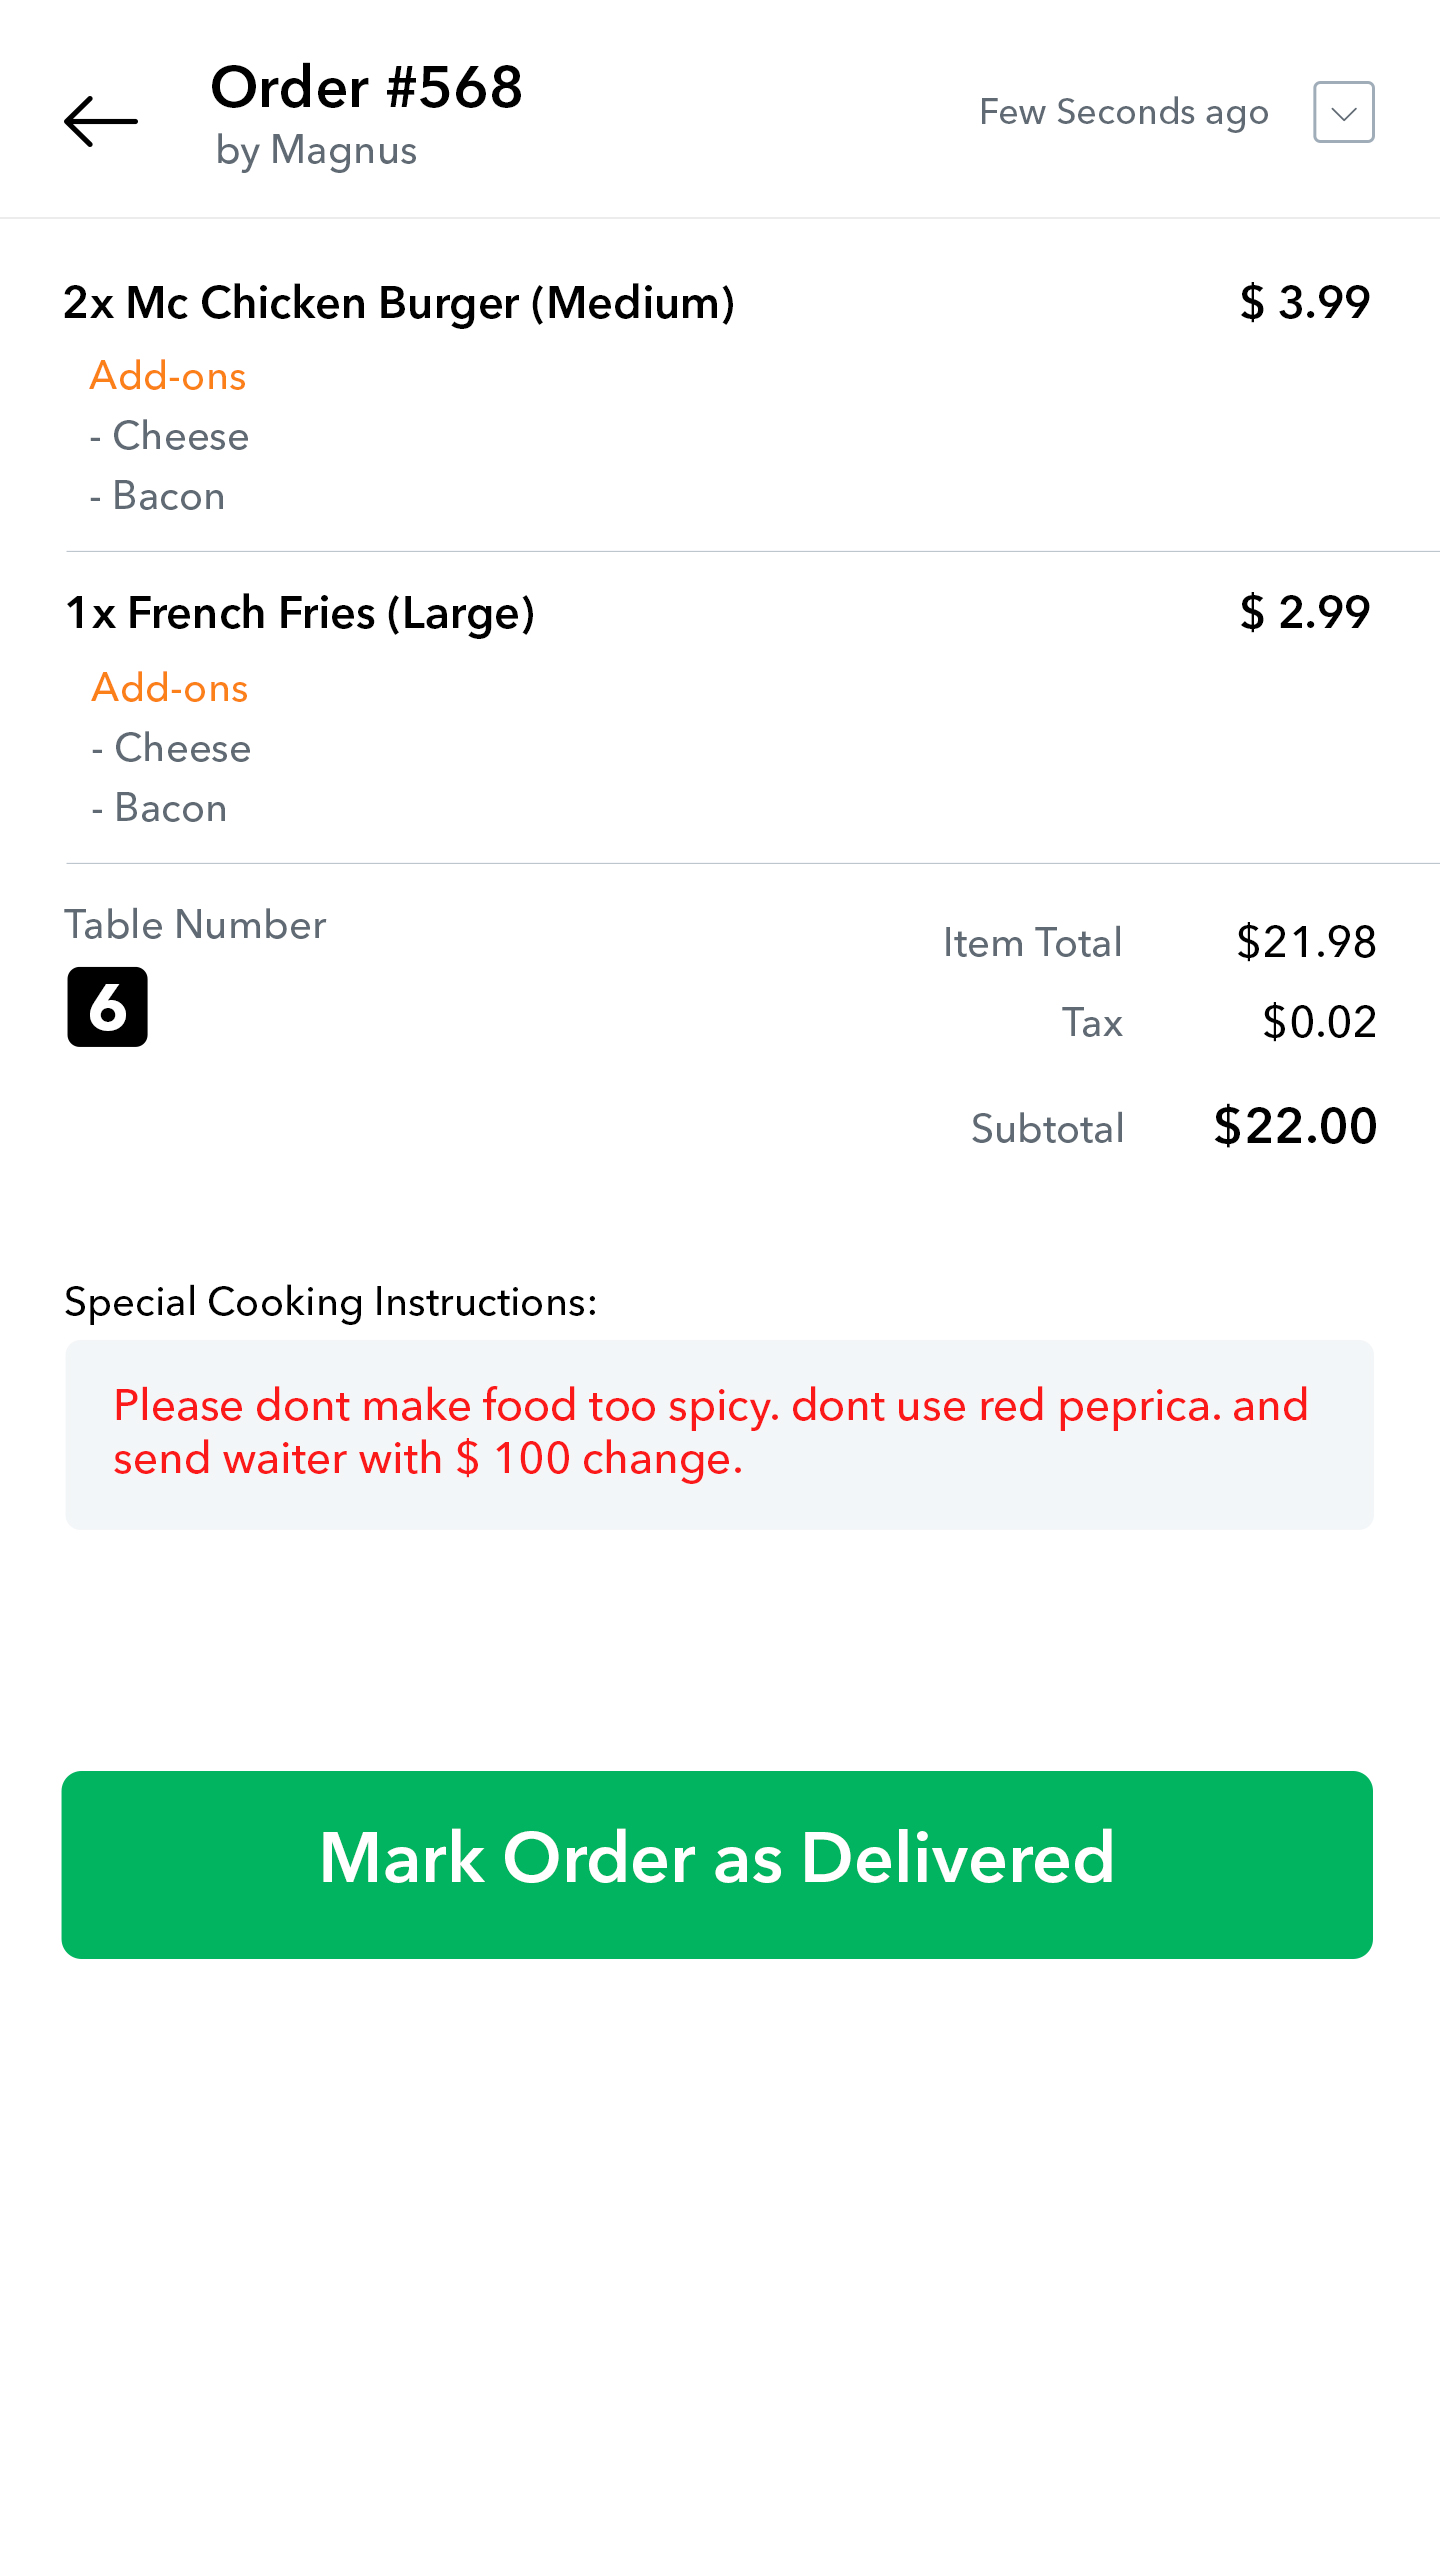 Order #568
by Magnus
Few Seconds ago
2x Mc Chicken Burger (Medium) $ 3.99
Add-ons
- Cheese
- Bacon
1x French Fries (Large) $ 2.99
Add-ons
- Cheese
- Bacon
Table Number
6
Item Total $21.98
Tax $0.02
Subtotal $22.00
Special Cooking Instructions:
Please dont make food too spicy. dont use red peprica. and
send waiter with $ 100 change.
Mark Order as Delivered